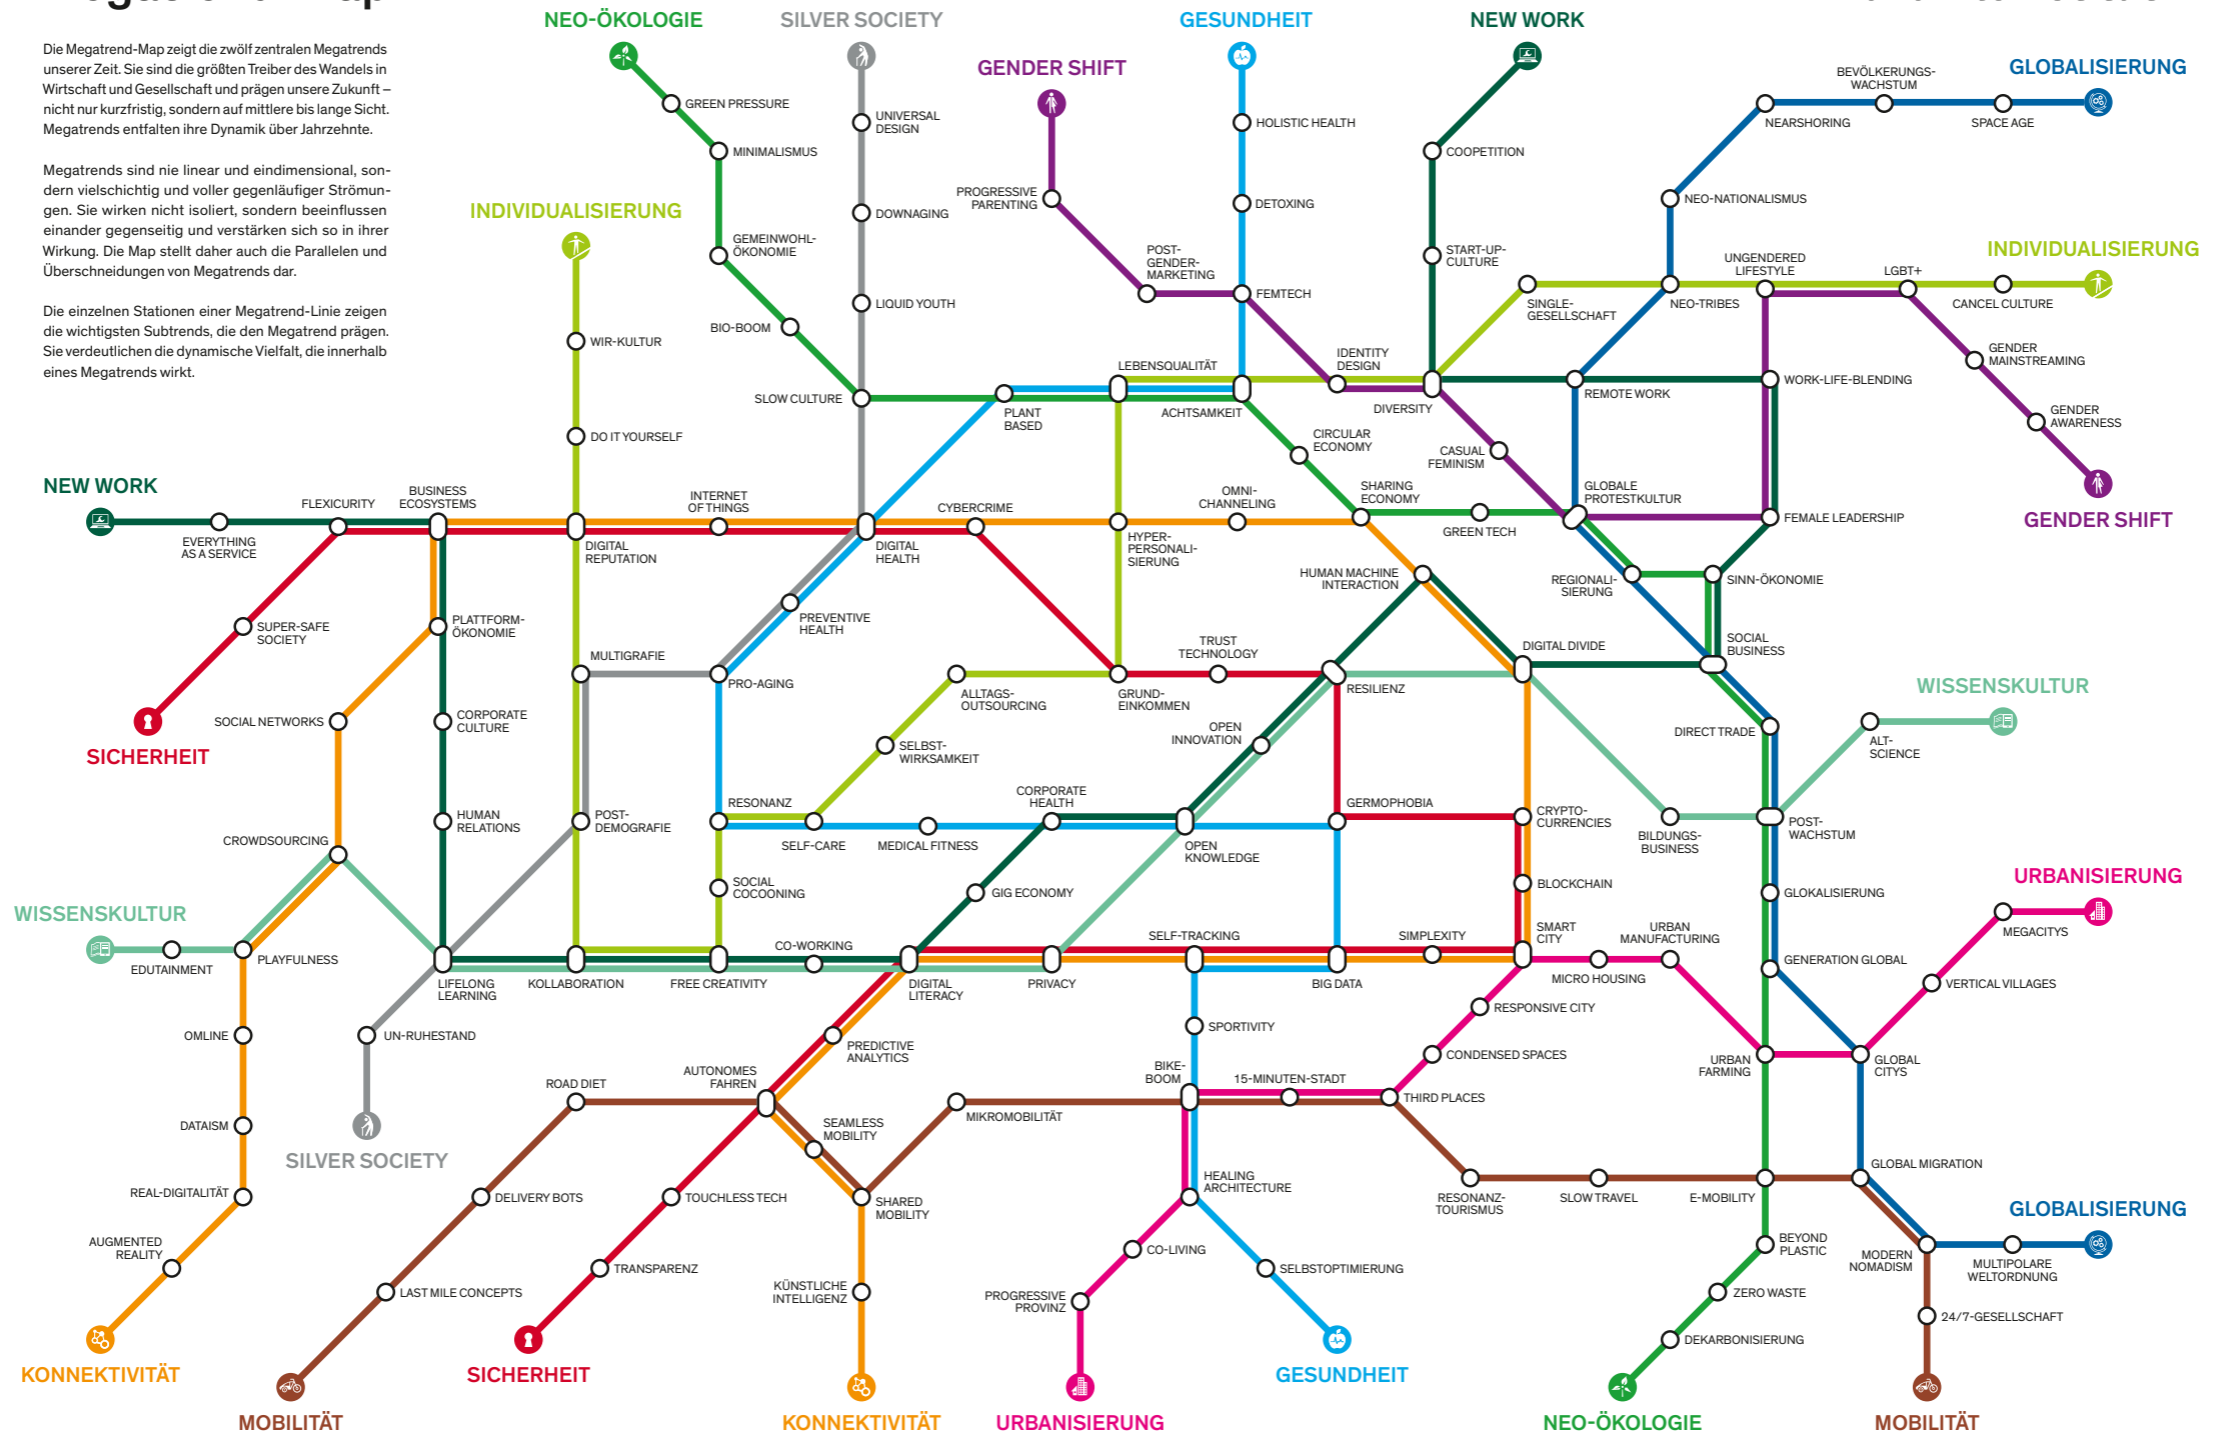 Die Megatrend-Map zeigt die zwölf zentralen Megatrends
unserer Zeit. Sie sind die größten Treiber des Wandels in
Wirtschaft und Gesellschaft und prägen unsere Zukunft –
nicht nur kurzfristig, sondern auf mittlere bis lange Sicht.
Megatrends entfalten ihre Dynamik über Jahrzehnte.
Megatrends sind nie linear und eindimensional, son-
dern vielschichtig und voller gegenläufiger Strömun-
gen. Sie wirken nicht isoliert, sondern beeinflussen
einander gegenseitig und verstärken sich so in ihrer
Wirkung. Die Map stellt daher auch die Parallelen und
Überschneidungen von Megatrends dar.
Die einzelnen Stationen einer Megatrend-Linie zeigen
die wichtigsten Subtrends, die den Megatrend prägen.
Sie verdeutlichen die dynamische Vielfalt, die innerhalb
eines Megatrends wirkt.
NEO-ÖKOLOGIE
SILVER SOCIETY
GESUNDHEIT
NEW WORK
GENDER SHIFT
GLOBALISIERUNG
BEVÖLKERUNGS-
WACHSTUM
NEARSHORING
SPACE AGE
GREEN PRESSURE
UNIVERSAL
DESIGN
HOLISTIC HEALTH
MINIMALISMUS
COOPETITION
PROGRESSIVE
PARENTING
DETOXING
NEO-NATIONALISMUS
INDIVIDUALISIERUNG
DOWNAGING
GEMEINWOHL-
ÖKONOMIE
POST-
GENDER-
MARKETING
START-UP-
CULTURE
UNGENDERED
LIFESTYLE
LGBT+
INDIVIDUALISIERUNG
FEMTECH
LIQUID YOUTH
SINGLE-
GESELLSCHAFT
NEO-TRIBES
CANCEL CULTURE
BIO-BOOM
WIR-KULTUR
LEBENSQUALITÄT
IDENTITY
DESIGN
GENDER
MAINSTREAMING
SLOW CULTURE
PLANT
BASED
ACHTSAMKEIT
DIVERSITY
REMOTE WORK
WORK-LIFE-BLENDING
DO IT YOURSELF
CIRCULAR
ECONOMY
CASUAL
FEMINISM
GENDER
AWARENESS
NEW WORK
FLEXICURITY
BUSINESS
ECOSYSTEMS
INTERNET
OF THINGS
CYBERCRIME
OMNI-
CHANNELING
SHARING
ECONOMY
GLOBALE
PROTESTKULTUR
GENDER SHIFT
EVERYTHING
AS A SERVICE
DIGITAL
REPUTATION
DIGITAL
HEALTH
HYPER-
PERSONALI-
SIERUNG
GREEN TECH
FEMALE LEADERSHIP
HUMAN MACHINE
INTERACTION
REGIONALI-
SIERUNG
SINN-ÖKONOMIE
SUPER-SAFE
SOCIETY
PLATTFORM-
ÖKONOMIE
PREVENTIVE
HEALTH
MULTIGRAFIE
PRO-AGING
TRUST
TECHNOLOGY
DIGITAL DIVIDE
SOCIAL
BUSINESS
ALLTAGS-
OUTSOURCING
GRUND-
EINKOMMEN
RESILIENZ
WISSENSKULTUR
SOCIAL NETWORKS
CORPORATE
CULTURE
SELBST-
WIRKSAMKEIT
OPEN
INNOVATION
DIRECT TRADE
ALT-
SCIENCE
SICHERHEIT
HUMAN
RELATIONS
POST-
DEMOGRAFIE
RESONANZ
SELF-CARE
MEDICAL FITNESS
CORPORATE
HEALTH
OPEN
KNOWLEDGE
GERMOPHOBIA
CRYPTO-
CURRENCIES
BILDUNGS-
BUSINESS
POST-
WACHSTUM
CROWDSOURCING
SOCIAL
COCOONING
GIG ECONOMY
BLOCKCHAIN
GLOKALISIERUNG
URBANISIERUNG
WISSENSKULTUR
EDUTAINMENT
PLAYFULNESS
LIFELONG
LEARNING
KOLLABORATION
FREE CREATIVITY
CO-WORKING
DIGITAL
LITERACY
PRIVACY
SELF-TRACKING
BIG DATA
SIMPLEXITY
SMART
CITY
MICRO HOUSING
URBAN
MANUFACTURING
GENERATION GLOBAL
MEGACITYS
VERTICAL VILLAGES
OMLINE
UN-RUHESTAND
PREDICTIVE
ANALYTICS
SPORTIVITY
RESPONSIVE CITY
CONDENSED SPACES
URBAN
FARMING
GLOBAL
CITYS
ROAD DIET
AUTONOMES
FAHREN
BIKE-
BOOM
15-MINUTEN-STADT
THIRD PLACES
MIKROMOBILITÄT
DATAISM
SILVER SOCIETY
SEAMLESS
MOBILITY
REAL-DIGITALITÄT
DELIVERY BOTS
TOUCHLESS TECH
SHARED
MOBILITY
HEALING
ARCHITECTURE
RESONANZ-
TOURISMUS
SLOW TRAVEL
E-MOBILITY
GLOBAL MIGRATION
GLOBALISIERUNG
AUGMENTED
REALITY
LAST MILE CONCEPTS
TRANSPARENZ
KÜNSTLICHE
INTELLIGENZ
CO-LIVING
SELBSTOPTIMIERUNG
PROGRESSIVE
PROVINZ
BEYOND
PLASTIC
MODERN
NOMADISM
MULTIPOLARE
WELTORDNUNG
ZERO WASTE
24/7-GESELLSCHAFT
DEKARBONISIERUNG
KONNEKTIVITÄT
SICHERHEIT
GESUNDHEIT
MOBILITÄT
KONNEKTIVITÄT
URBANISIERUNG
NEO-ÖKOLOGIE
MOBILITÄT